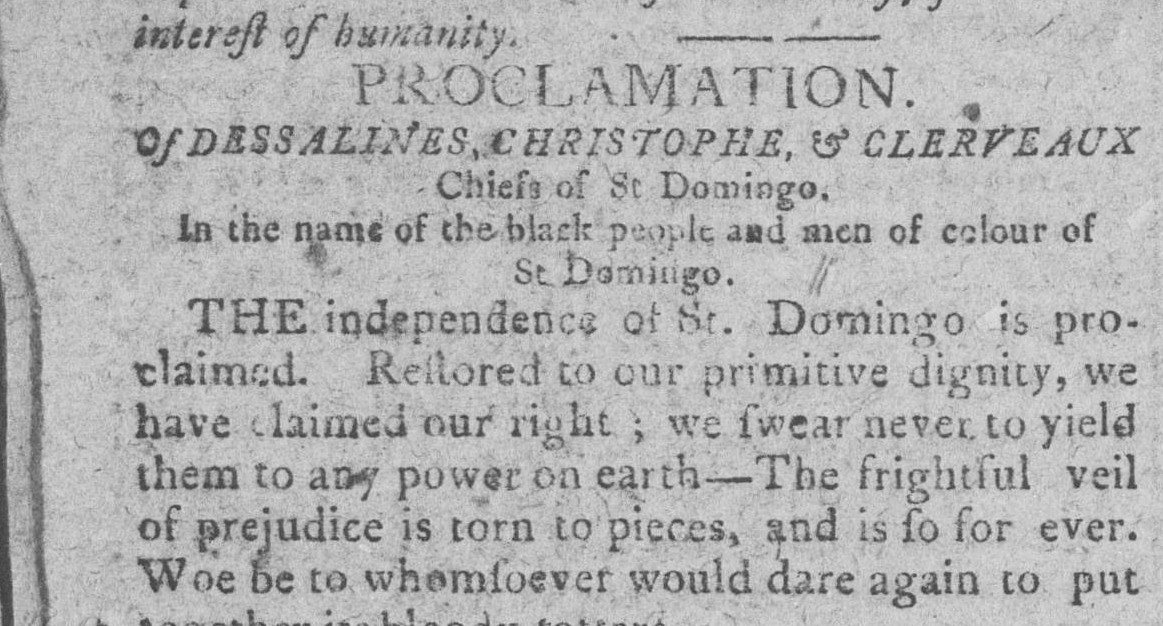 intereſt of humanity.
PROCLAMATION.
Of DESSALINES, CHRISTOPHE, & CLERVEAUX
Chiefs of St Domingo.
In the name of the black people and men of colour of
St Domingo.
THE independence of St. Domingo is pro-
claimed. Reſtored to our primitive dignity, we
have claimed our right ; we ſwear never to yield
them to any power on earth—The frightful veil
of prejudice is torn to pieces, and is ſo for ever.
Woe be to whomſoever would dare again to put
together its bloody tatters.